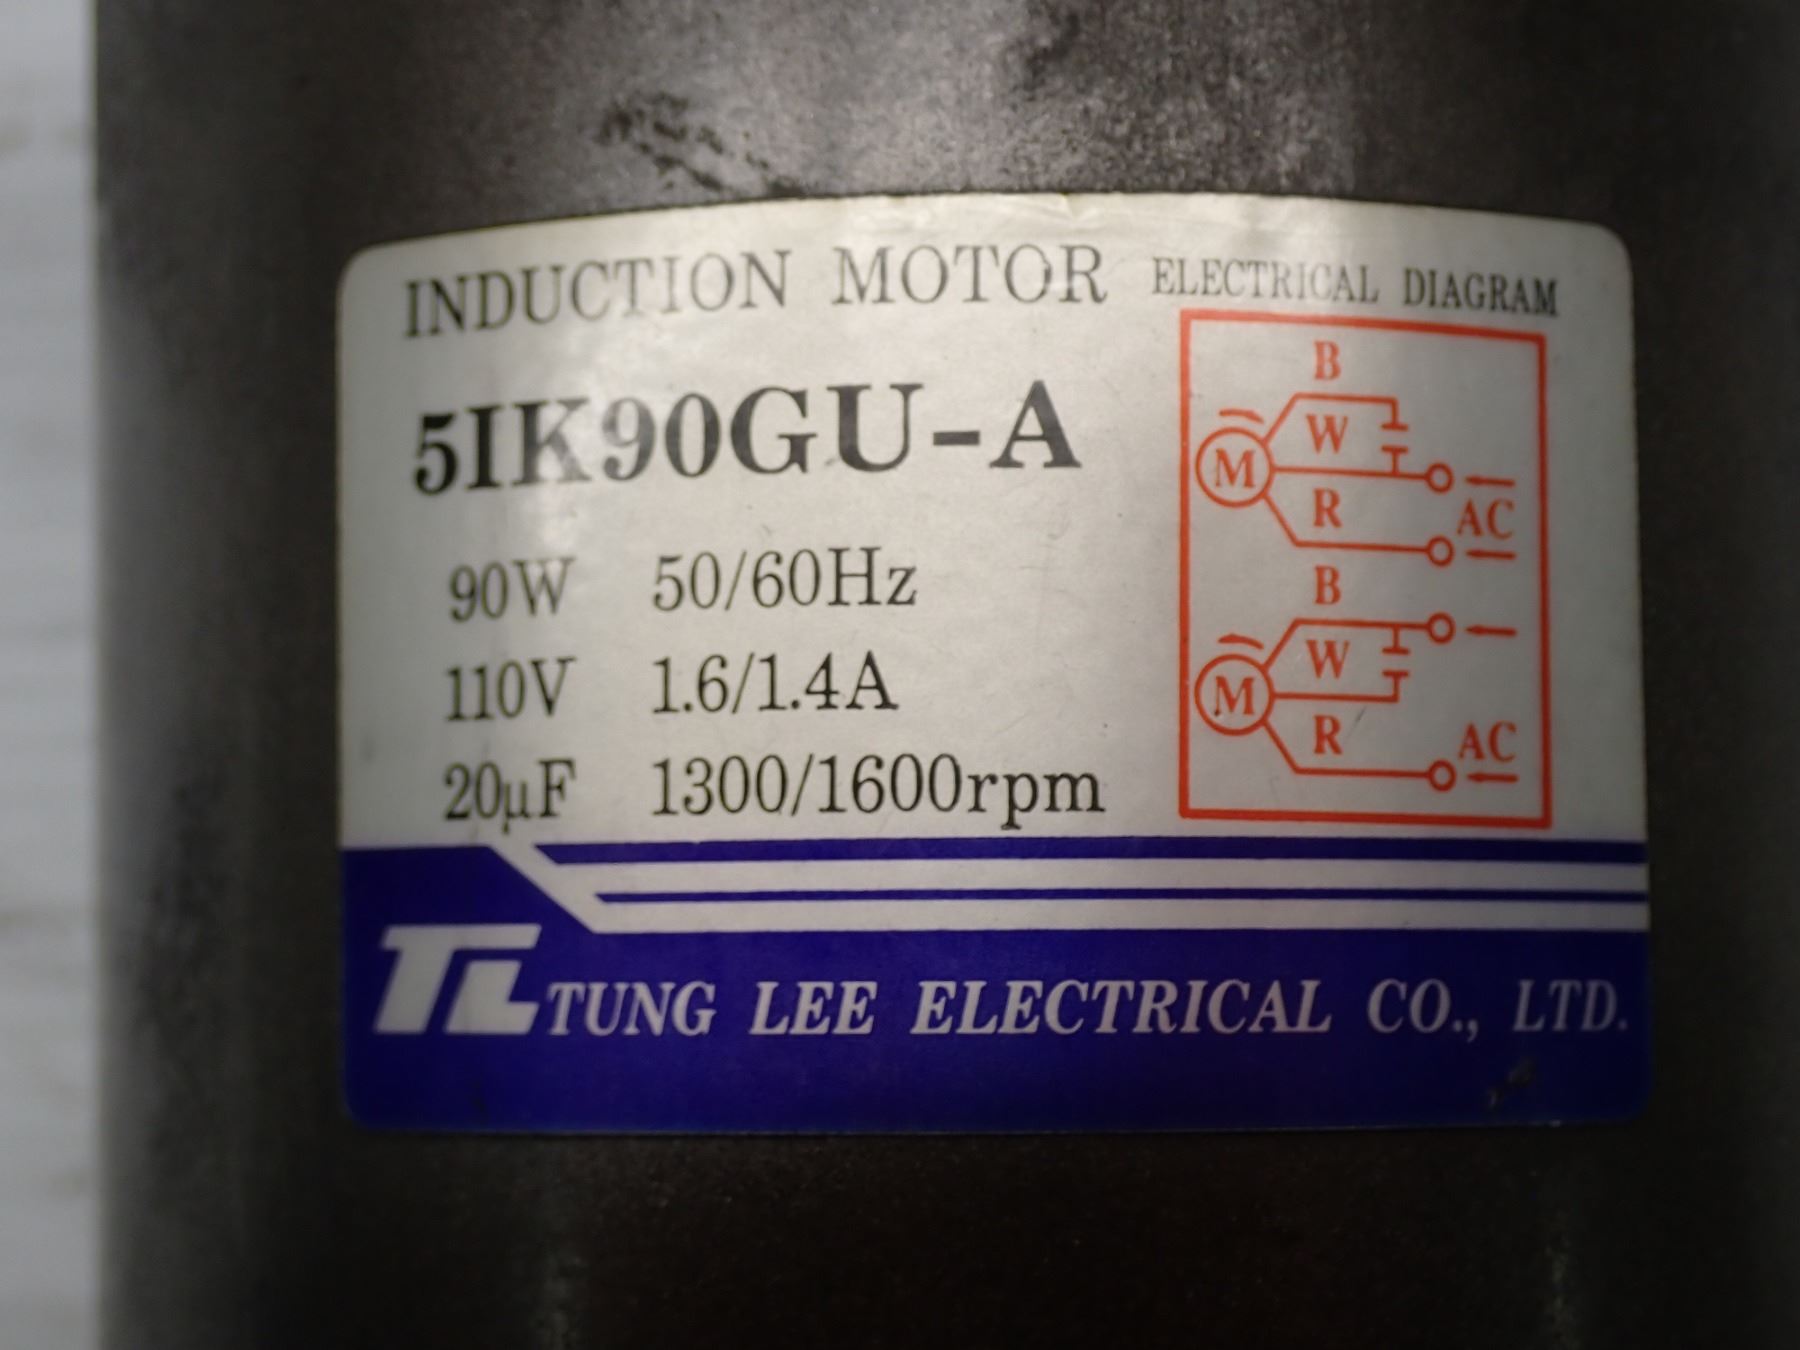 INDUCTION MOTOR
5IK90GU-A
90W 50/60Hz
110V 1.6/1.4A
20µF 1300/1600rpm
ELECTRICAL DIAGRAM
B
W
M
R
AC
B
W
M
R
AC
TL TUNG LEE ELECTRICAL CO., LTD.